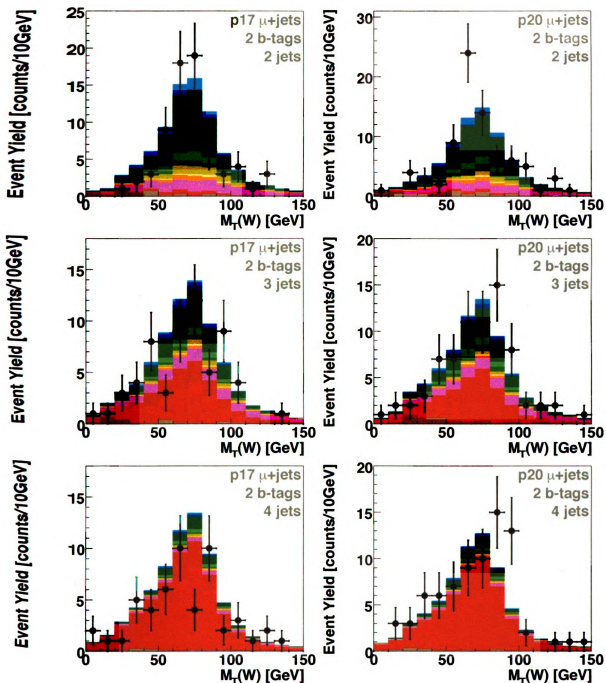 p17 μ+jets
2 b-tags
2 jets
Event Yield [counts/10GeV]
25
20
15
10
5
0
0 50 100 150
M_T(W) [GeV]
p20 μ+jets
2 b-tags
2 jets
Event Yield [counts/10GeV]
30
20
10
0
0 50 100 150
M_T(W) [GeV]
p17 μ+jets
2 b-tags
3 jets
Event Yield [counts/10GeV]
15
10
5
0
0 50 100 150
M_T(W) [GeV]
p20 μ+jets
2 b-tags
3 jets
Event Yield [counts/10GeV]
20
15
10
5
0
0 50 100 150
M_T(W) [GeV]
p17 μ+jets
2 b-tags
4 jets
Event Yield [counts/10GeV]
15
10
5
0
0 50 100 150
M_T(W) [GeV]
p20 μ+jets
2 b-tags
4 jets
Event Yield [counts/10GeV]
15
10
5
0
0 50 100 150
M_T(W) [GeV]